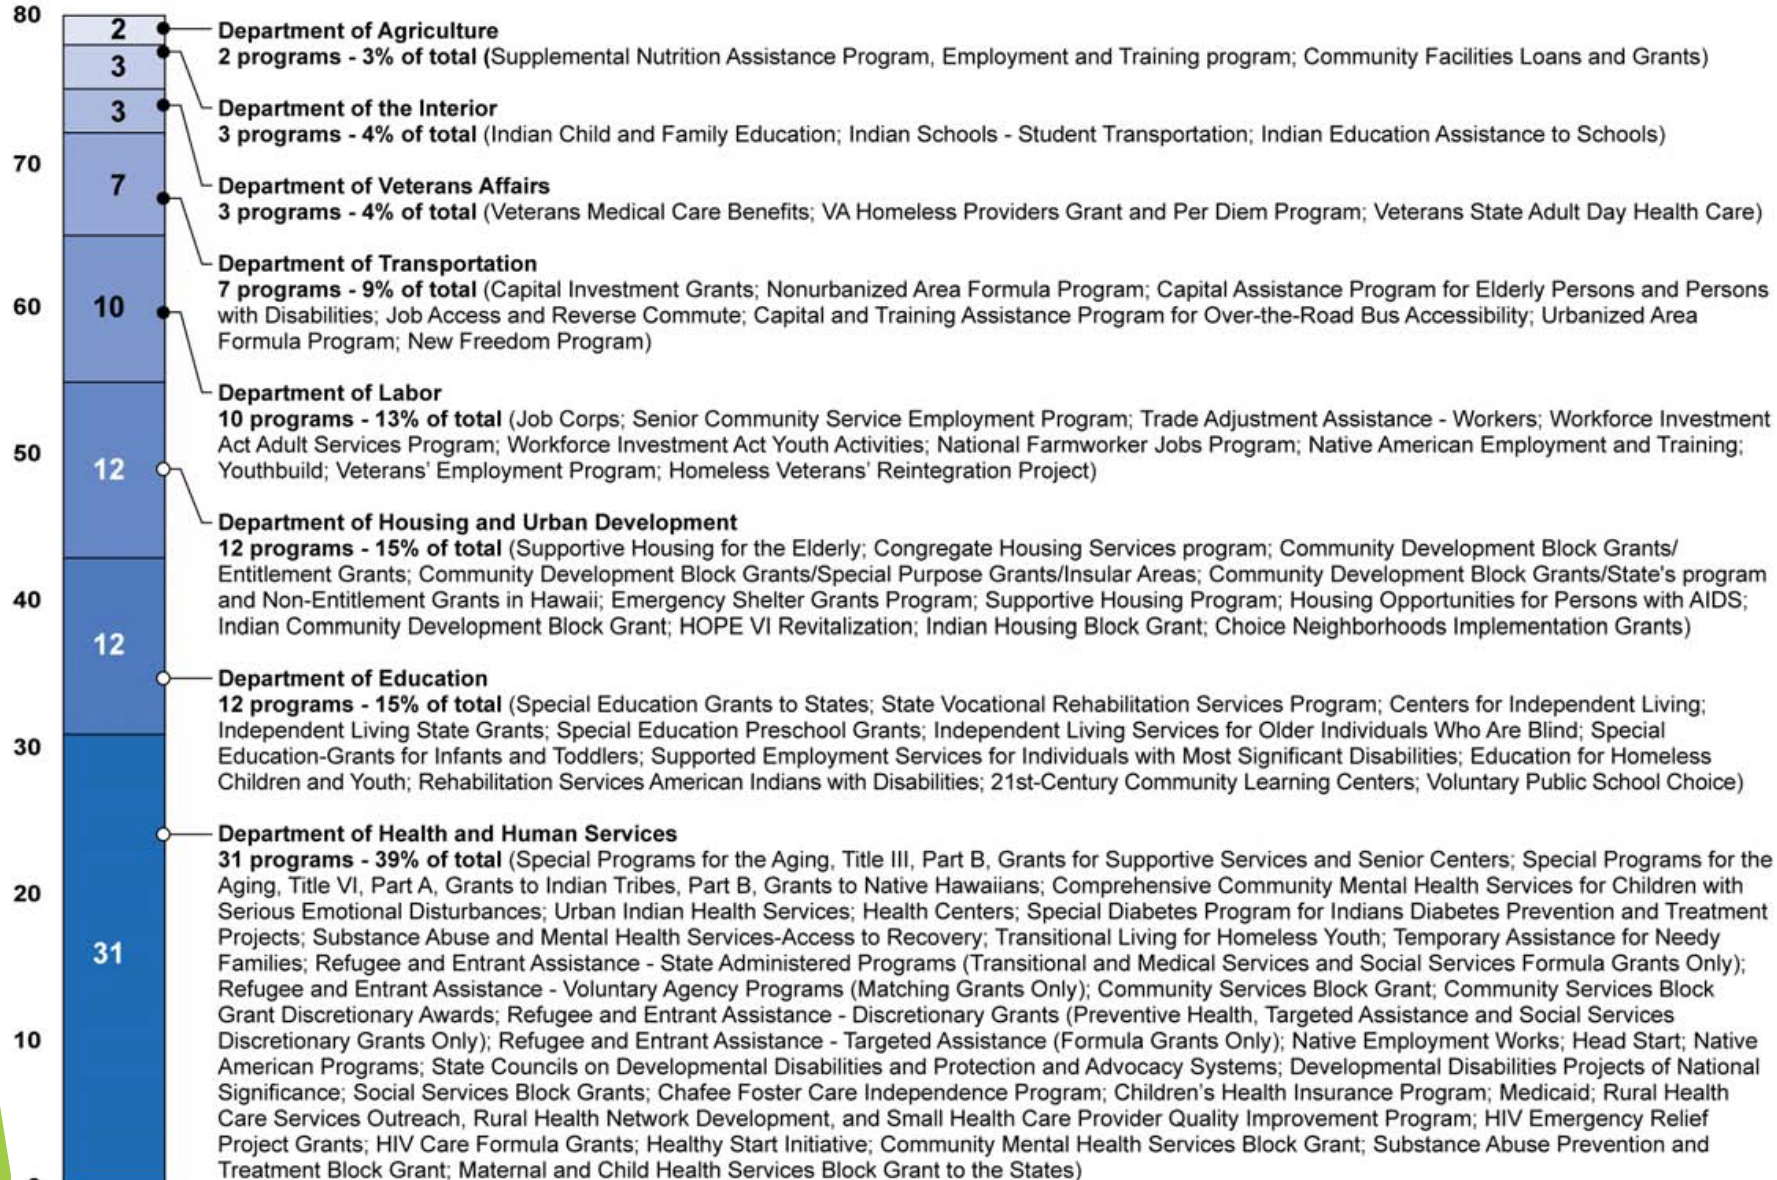 80
2
Department of Agriculture
2 programs - 3% of total (Supplemental Nutrition Assistance Program, Employment and Training program; Community Facilities Loans and Grants)
3
Department of the Interior
3 programs - 4% of total (Indian Child and Family Education; Indian Schools - Student Transportation; Indian Education Assistance to Schools)
3
70
7
Department of Veterans Affairs
3 programs - 4% of total (Veterans Medical Care Benefits; VA Homeless Providers Grant and Per Diem Program; Veterans State Adult Day Health Care)
Department of Transportation
7 programs - 9% of total (Capital Investment Grants; Nonurbanized Area Formula Program; Capital Assistance Program for Elderly Persons and Persons
with Disabilities; Job Access and Reverse Commute; Capital and Training Assistance Program for Over-the-Road Bus Accessibility; Urbanized Area
Formula Program; New Freedom Program)
60
10
Department of Labor
10 programs - 13% of total (Job Corps; Senior Community Service Employment Program; Trade Adjustment Assistance - Workers; Workforce Investment
Act Adult Services Program; Workforce Investment Act Youth Activities; National Farmworker Jobs Program; Native American Employment and Training;
Youthbuild; Veterans' Employment Program; Homeless Veterans' Reintegration Project)
50
12
Department of Housing and Urban Development
12 programs - 15% of total (Supportive Housing for the Elderly; Congregate Housing Services program; Community Development Block Grants/
Entitlement Grants; Community Development Block Grants/Special Purpose Grants/Insular Areas; Community Development Block Grants/State's program
and Non-Entitlement Grants in Hawaii; Emergency Shelter Grants Program; Supportive Housing Program; Housing Opportunities for Persons with AIDS;
Indian Community Development Block Grant; HOPE VI Revitalization; Indian Housing Block Grant; Choice Neighborhoods Implementation Grants)
40
12
Department of Education
12 programs - 15% of total (Special Education Grants to States; State Vocational Rehabilitation Services Program; Centers for Independent Living;
Independent Living State Grants; Special Education Preschool Grants; Independent Living Services for Older Individuals Who Are Blind; Special
Education-Grants for Infants and Toddlers; Supported Employment Services for Individuals with Most Significant Disabilities; Education for Homeless
Children and Youth; Rehabilitation Services American Indians with Disabilities; 21st-Century Community Learning Centers; Voluntary Public School Choice)
30
Department of Health and Human Services
31 programs - 39% of total (Special Programs for the Aging, Title III, Part B, Grants for Supportive Services and Senior Centers; Special Programs for the
Aging, Title VI, Part A, Grants to Indian Tribes, Part B, Grants to Native Hawaiians; Comprehensive Community Mental Health Services for Children with
Serious Emotional Disturbances; Urban Indian Health Services; Health Centers; Special Diabetes Program for Indians Diabetes Prevention and Treatment
Projects; Substance Abuse and Mental Health Services-Access to Recovery; Transitional Living for Homeless Youth; Temporary Assistance for Needy
Families; Refugee and Entrant Assistance - State Administered Programs (Transitional and Medical Services and Social Services Formula Grants Only);
Refugee and Entrant Assistance - Voluntary Agency Programs (Matching Grants Only); Community Services Block Grant; Community Services Block
Grant Discretionary Awards; Refugee and Entrant Assistance - Discretionary Grants (Preventive Health, Targeted Assistance and Social Services
Discretionary Grants Only); Refugee and Entrant Assistance - Targeted Assistance (Formula Grants Only); Native Employment Works; Head Start; Native
American Programs; State Councils on Developmental Disabilities and Protection and Advocacy Systems; Developmental Disabilities Projects of National
Significance; Social Services Block Grants; Chafee Foster Care Independence Program; Children's Health Insurance Program; Medicaid; Rural Health
Care Services Outreach, Rural Health Network Development, and Small Health Care Provider Quality Improvement Program; HIV Emergency Relief
Project Grants; HIV Care Formula Grants; Healthy Start Initiative; Community Mental Health Services Block Grant; Substance Abuse Prevention and
Treatment Block Grant; Maternal and Child Health Services Block Grant to the States)
20
31
10